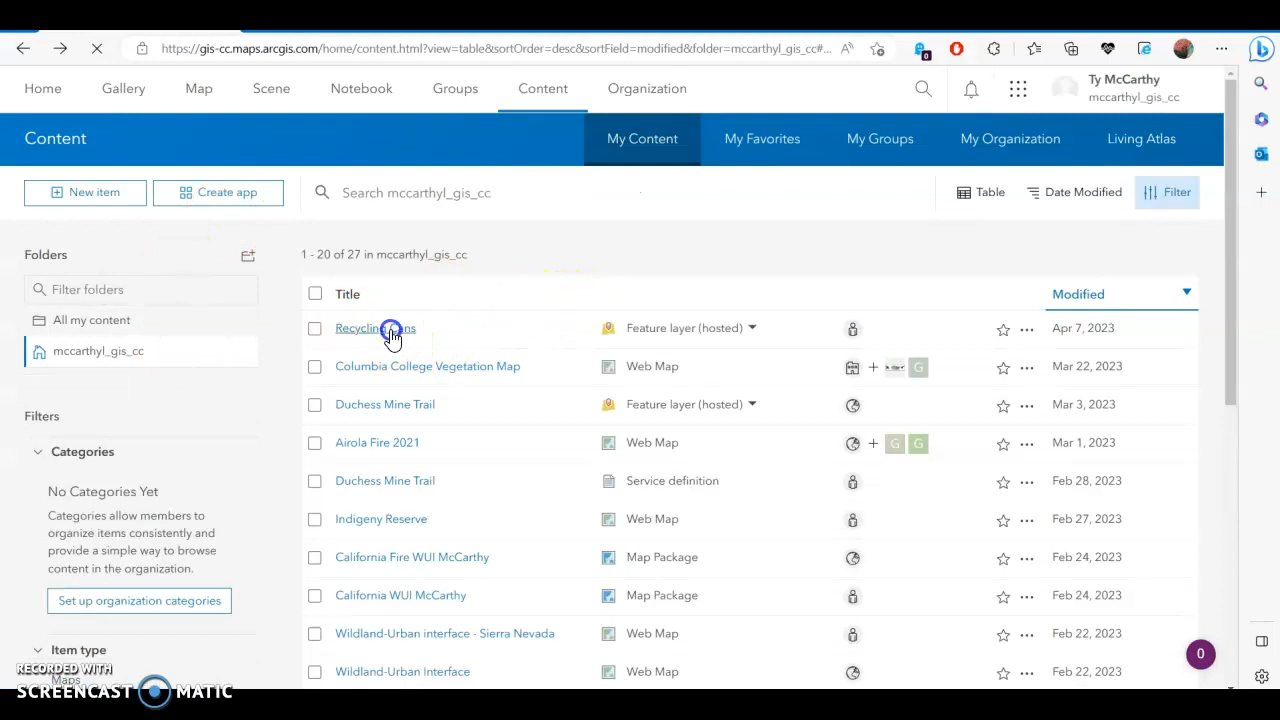 https://gis-cc.maps.arcgis.com/home/content.html?view=table&sortOrder=desc&sortField=modified&folder=mccarthyl_gis_cc#...
Home Gallery Map Scene Notebook Groups Content Organization
Ty McCarthy
mccarthyl_gis_cc
Content My Content My Favorites My Groups My Organization Living Atlas
New item Create app Search mccarthyl_gis_cc Table Date Modified Filter
Folders
1 - 20 of 27 in mccarthyl_gis_cc
Filter folders
Title Modified
All my content
Recycling Feature layer (hosted) Apr 7, 2023
mccarthyl_gis_cc
Columbia College Vegetation Map Web Map G Mar 22, 2023
Duchess Mine Trail Feature layer (hosted) Mar 3, 2023
Filters
Airola Fire 2021 Web Map G G Mar 1, 2023
Categories
Duchess Mine Trail Service definition Feb 28, 2023
No Categories Yet
Categories allow members to
organize items consistently and
provide a simple way to browse
content in the organization.
Indigeny Reserve Web Map Feb 27, 2023
California Fire WUI McCarthy Map Package Feb 24, 2023
Set up organization categories
California WUI McCarthy Map Package Feb 24, 2023
Wildland-Urban interface - Sierra Nevada Web Map Feb 22, 2023
Item type
Maps
Wildland-Urban Interface Web Map Feb 22, 2023
0
RECORDED WITH
SCREENCAST MATIC